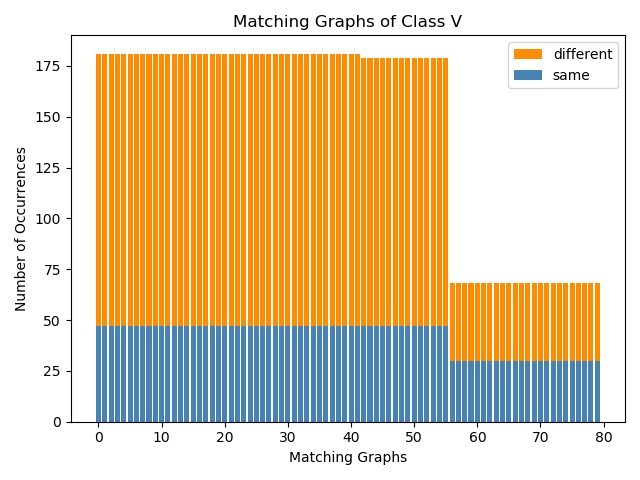 Matching Graphs of Class V
different
same
Number of Occurrences
175
150
125
100
75
50
25
0
0 10 20 30 40 50 60 70 80
Matching Graphs